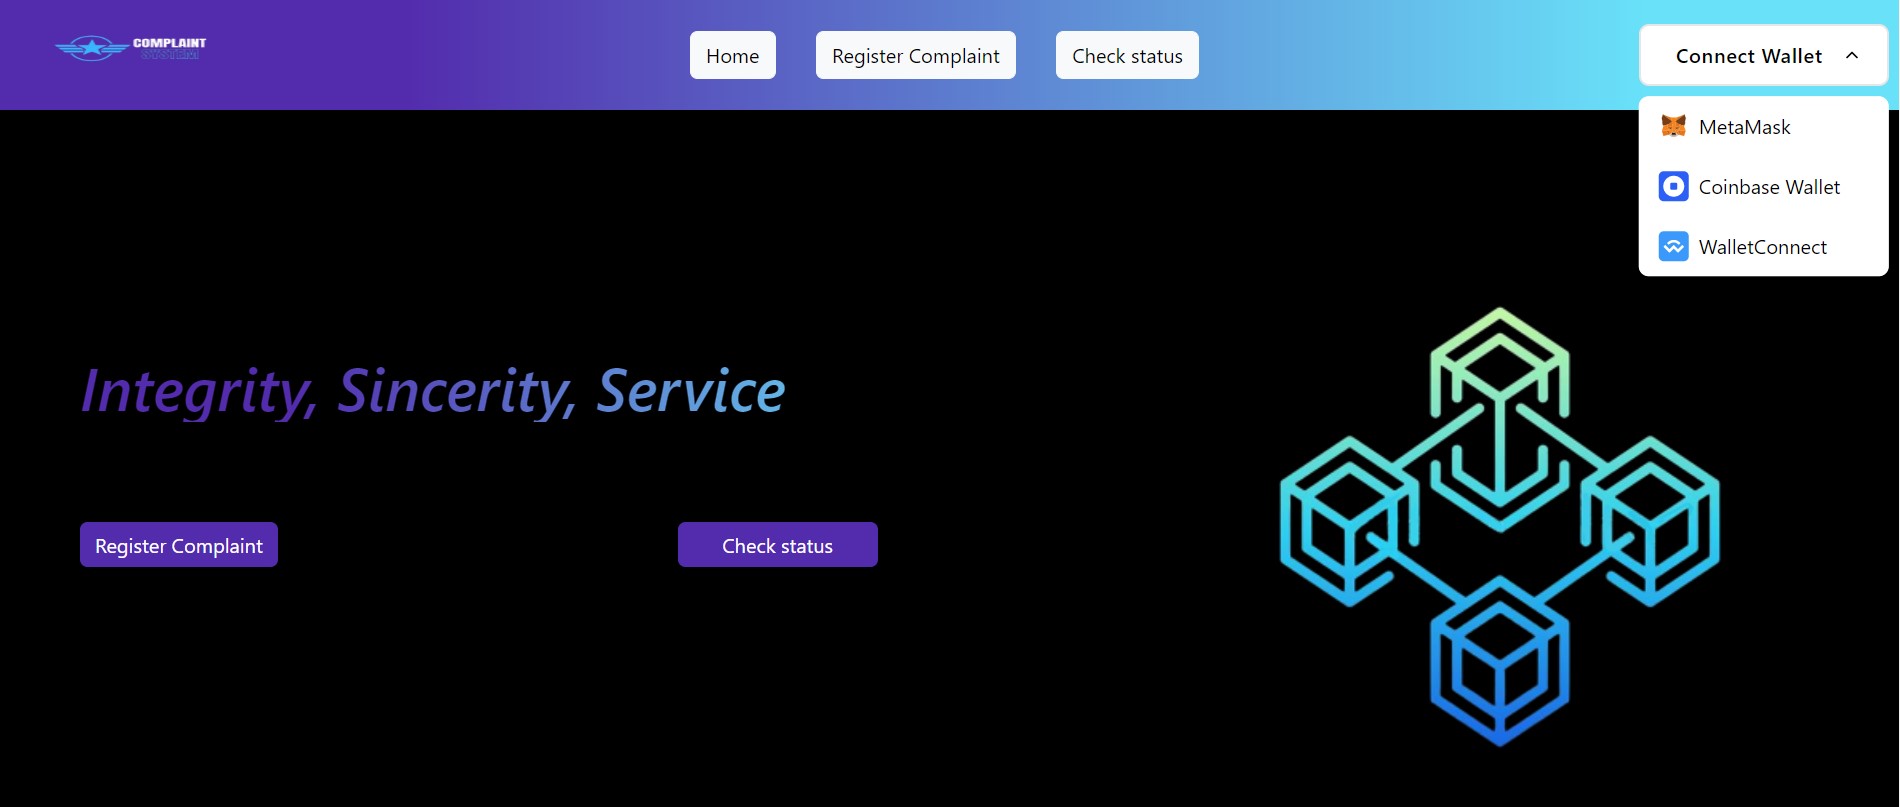 COMPLAINT
SYSTEM
Home
Register Complaint
Check status
Connect Wallet
MetaMask
Coinbase Wallet
WalletConnect
Integrity, Sincerity, Service
Register Complaint
Check status